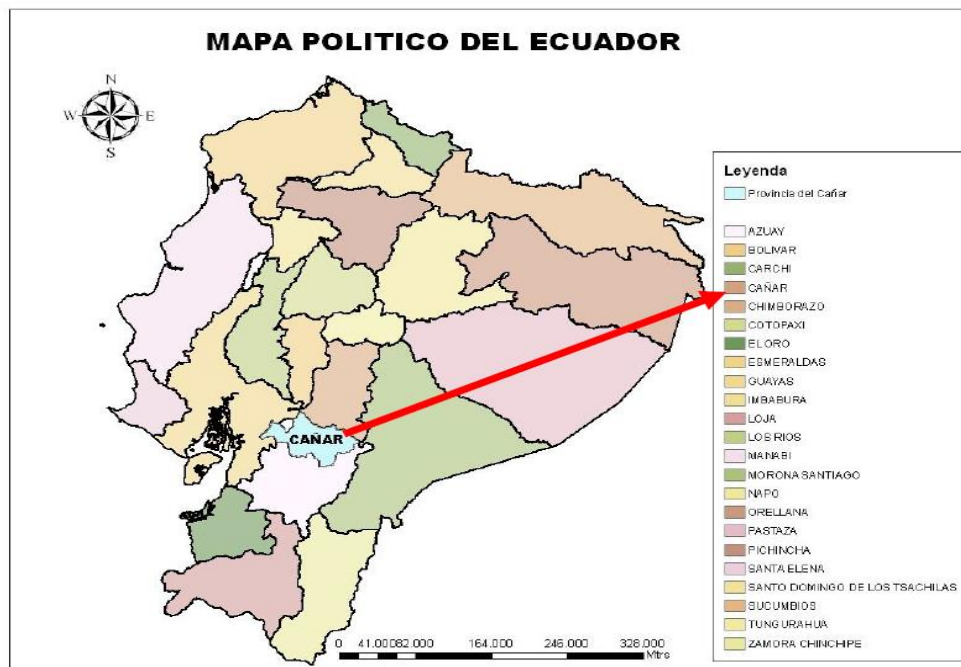 MAPA POLITICO DEL ECUADOR
N
W E
S
CAÑAR
Leyenda
Provincia del Cañar
AZUAY
BOLIVAR
CARCHI
CAÑAR
CHIMBORAZO
COTOPAXI
EL ORO
ESMERALDAS
GUAYAS
IMBABURA
LOJA
LOS RIOS
MANABI
MORONA SANTIAGO
NAPO
ORELLANA
PASTAZA
PICHINCHA
SANTA ELENA
SANTO DOMINGO DE LOS TSACHILAS
SUCUMBIOS
TUNGURAHUA
ZAMORA CHINCHIPE
0 41.00082.000 164.000 246.000 328.000
Mtrs